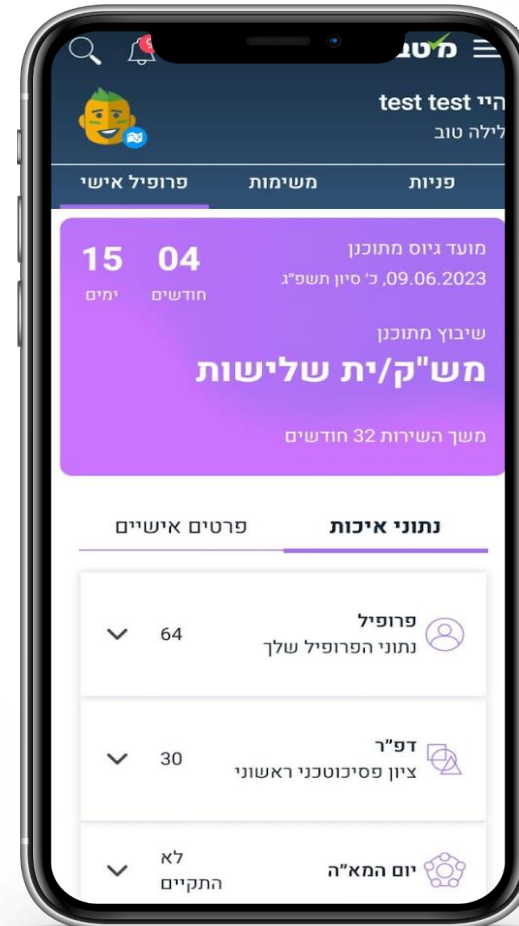 מיטב
היי test test
לילה טוב
פניות משימות פרופיל אישי
מועד גיוס מתוכנן
09.06.2023, כ' סיון תשפ"ג
04 15
חודשים ימים
שיבוץ מתוכנן
מש"ק/ית שלישות
משך השירות 32 חודשים
נתוני איכות פרטים אישיים
פרופיל
נתוני הפרופיל שלך
64
דפ"ר
ציון פסיכוטכני ראשוני
30
יום המא"ה
לא
התקיים